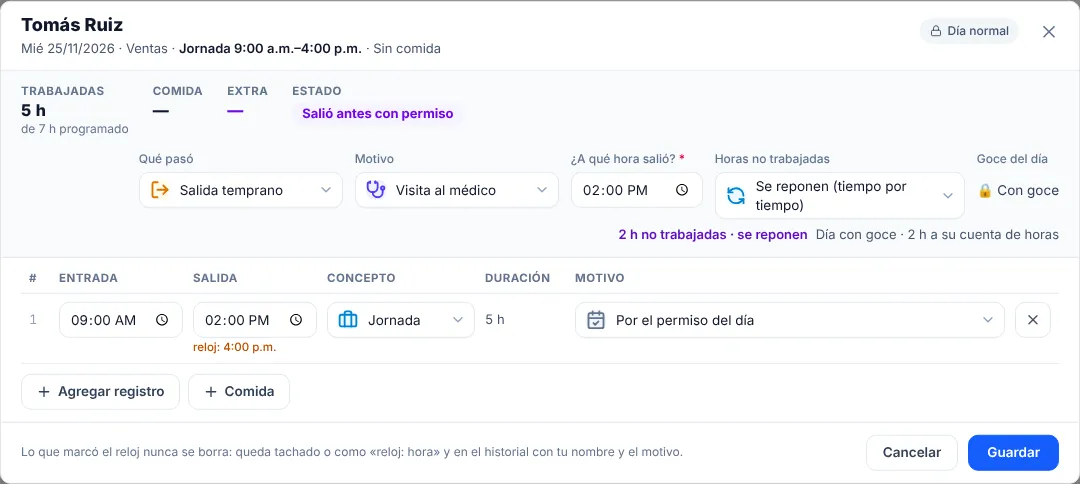 Tomás Ruiz
Mié 25/11/2026 · Ventas · Jornada 9:00 a.m.–4:00 p.m. · Sin comida
Día normal
TRABAJADAS
5 h
de 7 h programado
COMIDA
—
EXTRA
—
ESTADO
Salió antes con permiso
Qué pasó
Salida temprano
Motivo
Visita al médico
¿A qué hora salió? *
02:00 PM
Horas no trabajadas
Se reponen (tiempo por
tiempo)
Goce del día
Con goce
2 h no trabajadas · se reponen Día con goce · 2 h a su cuenta de horas
# ENTRADA SALIDA CONCEPTO DURACIÓN MOTIVO
1 09:00 AM 02:00 PM Jornada 5 h Por el permiso del día
reloj: 4:00 p.m.
+ Agregar registro + Comida
Lo que marcó el reloj nunca se borra: queda tachado o como «reloj: hora» y en el historial con tu nombre y el motivo.
Cancelar Guardar